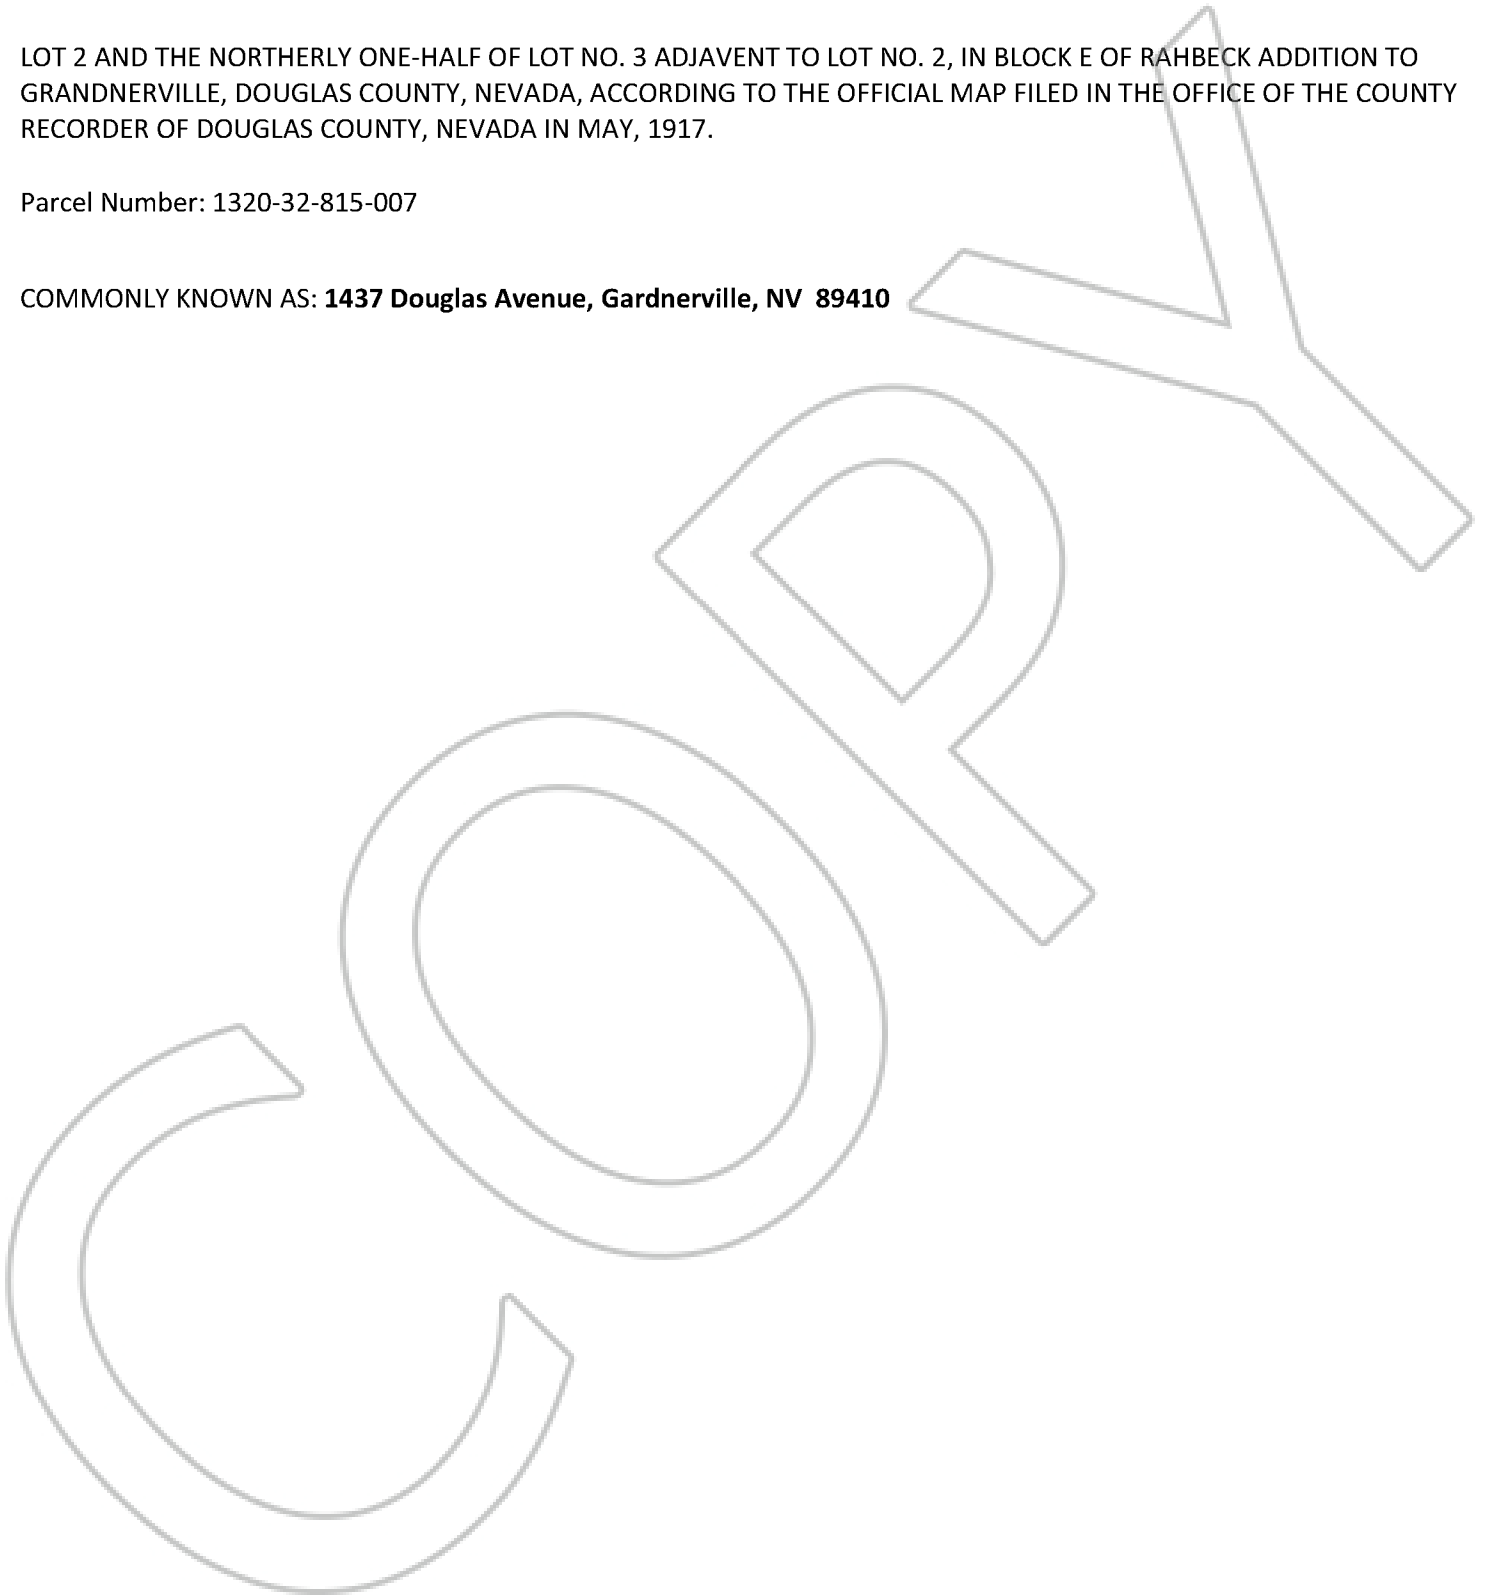 LOT 2 AND THE NORTHERLY ONE-HALF OF LOT NO. 3 ADJAVENT TO LOT NO. 2, IN BLOCK E OF RAHBECK ADDITION TO
GRANDNERVILLE, DOUGLAS COUNTY, NEVADA, ACCORDING TO THE OFFICIAL MAP FILED IN THE OFFICE OF THE COUNTY
RECORDER OF DOUGLAS COUNTY, NEVADA IN MAY, 1917.
Parcel Number: 1320-32-815-007
COMMONLY KNOWN AS: 1437 Douglas Avenue, Gardnerville, NV 89410
COPY